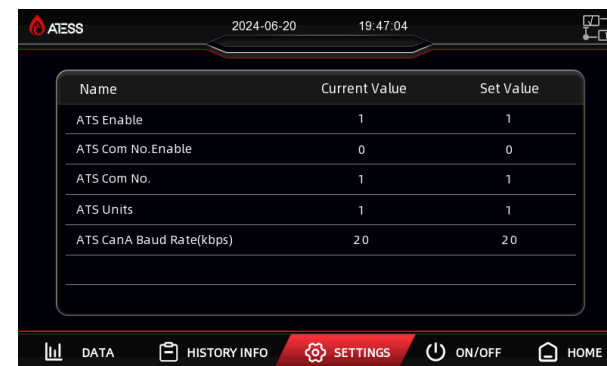 ATESS 2024-06-20 19:47:04
Name Current Value Set Value
ATS Enable 1 1
ATS Com No.Enable 0 0
ATS Com No. 1 1
ATS Units 1 1
ATS CanA Baud Rate(kbps) 20 20
DATA HISTORY INFO SETTINGS ON/OFF HOME